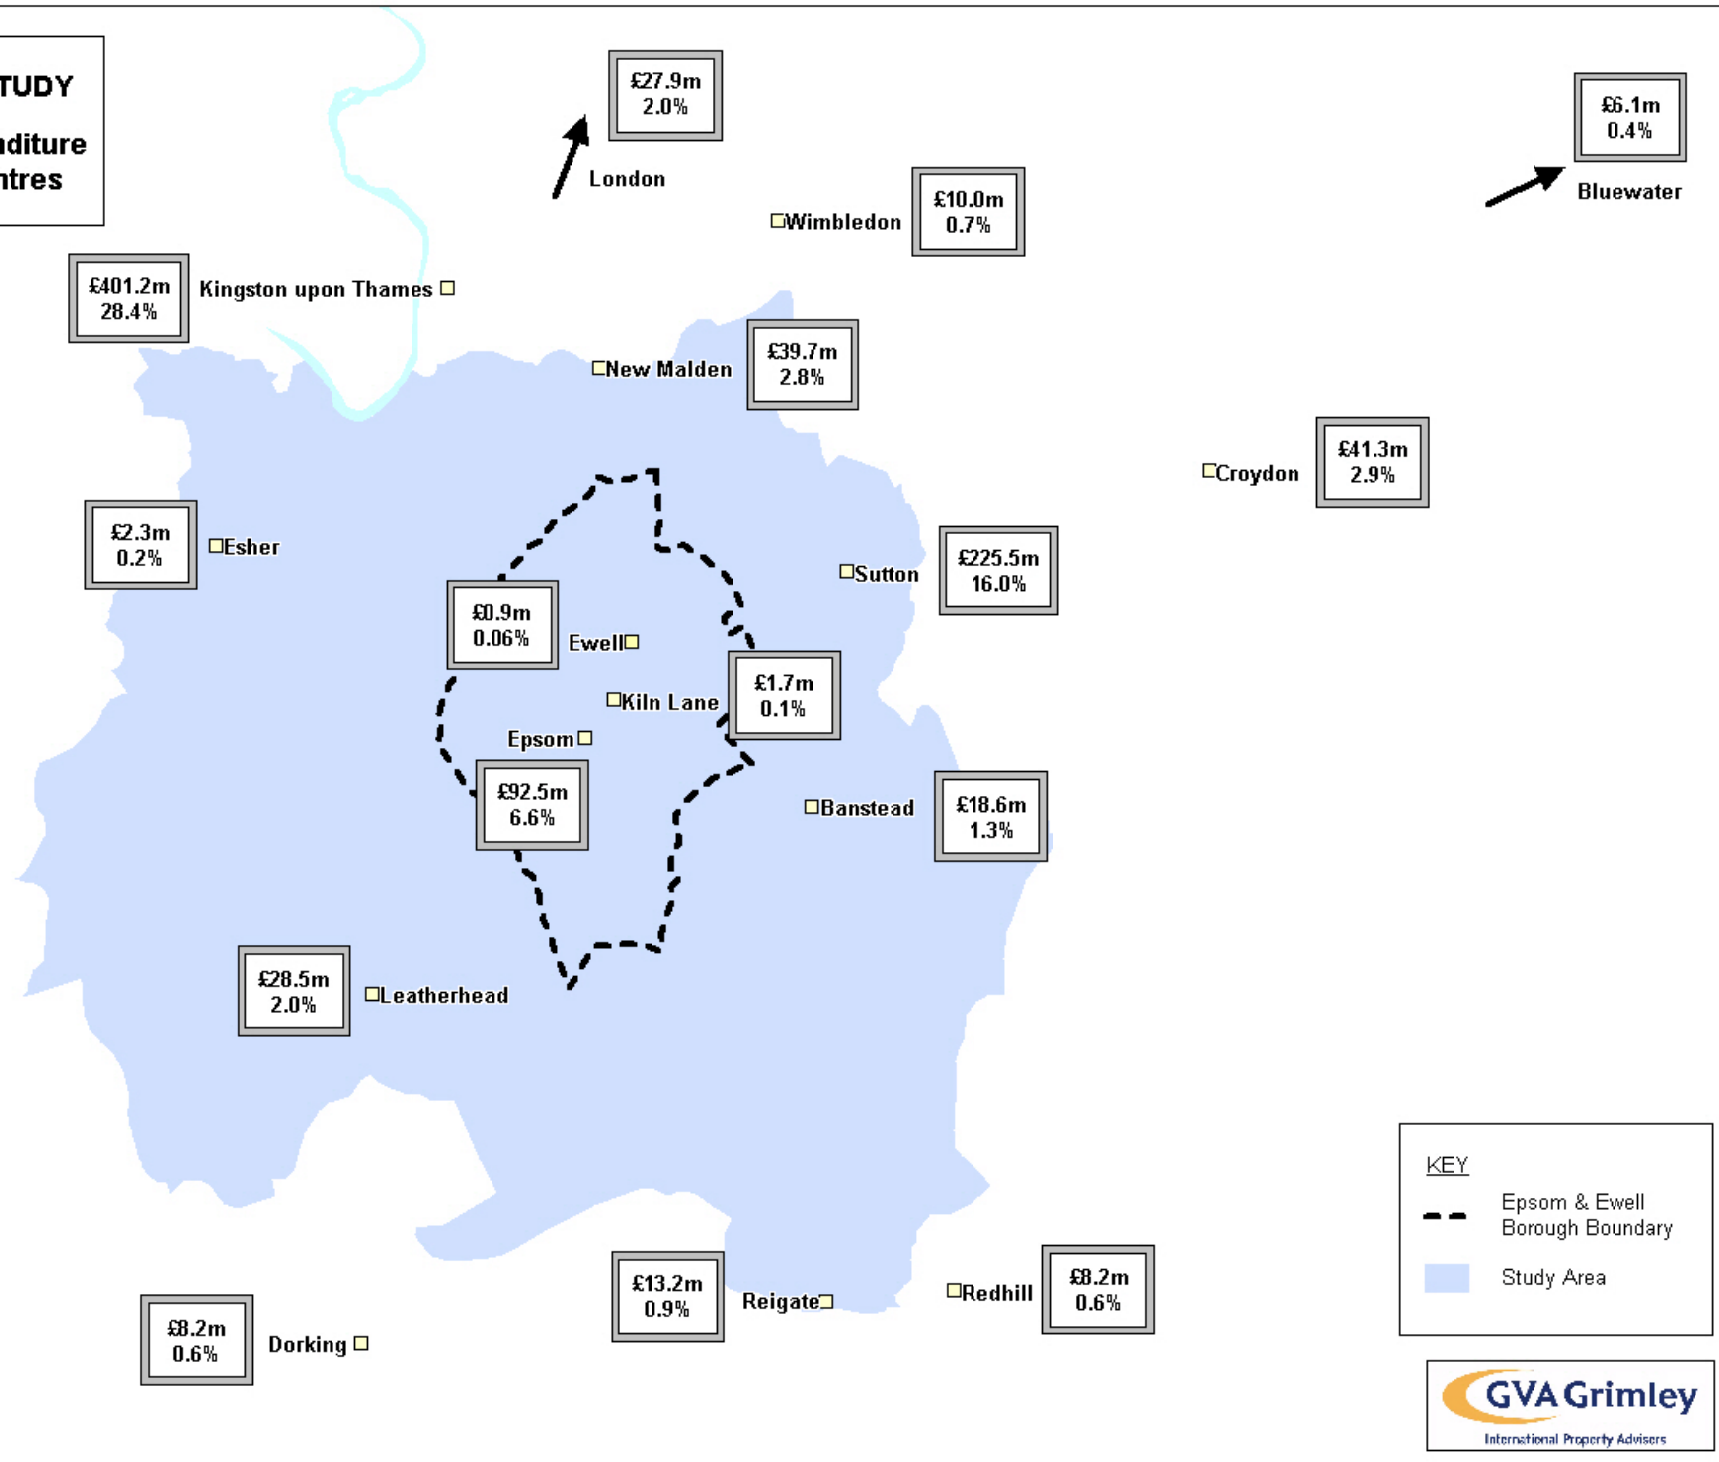 TUDY
nditure
ntres
£27.9m
2.0%
London
£6.1m
0.4%
Bluewater
Wimbledon
£10.0m
0.7%
£401.2m
28.4%
Kingston upon Thames
New Malden
£39.7m
2.8%
Croydon
£41.3m
2.9%
£2.3m
0.2%
Esher
Sutton
£225.5m
16.0%
£0.9m
0.06%
Ewell
Kiln Lane
£1.7m
0.1%
Epsom
£92.5m
6.6%
Banstead
£18.6m
1.3%
£28.5m
2.0%
Leatherhead
KEY
Epsom & Ewell
Borough Boundary
Study Area
£13.2m
0.9%
Reigate
Redhill
£8.2m
0.6%
£8.2m
0.6%
Dorking
GVA Grimley
International Property Advisers